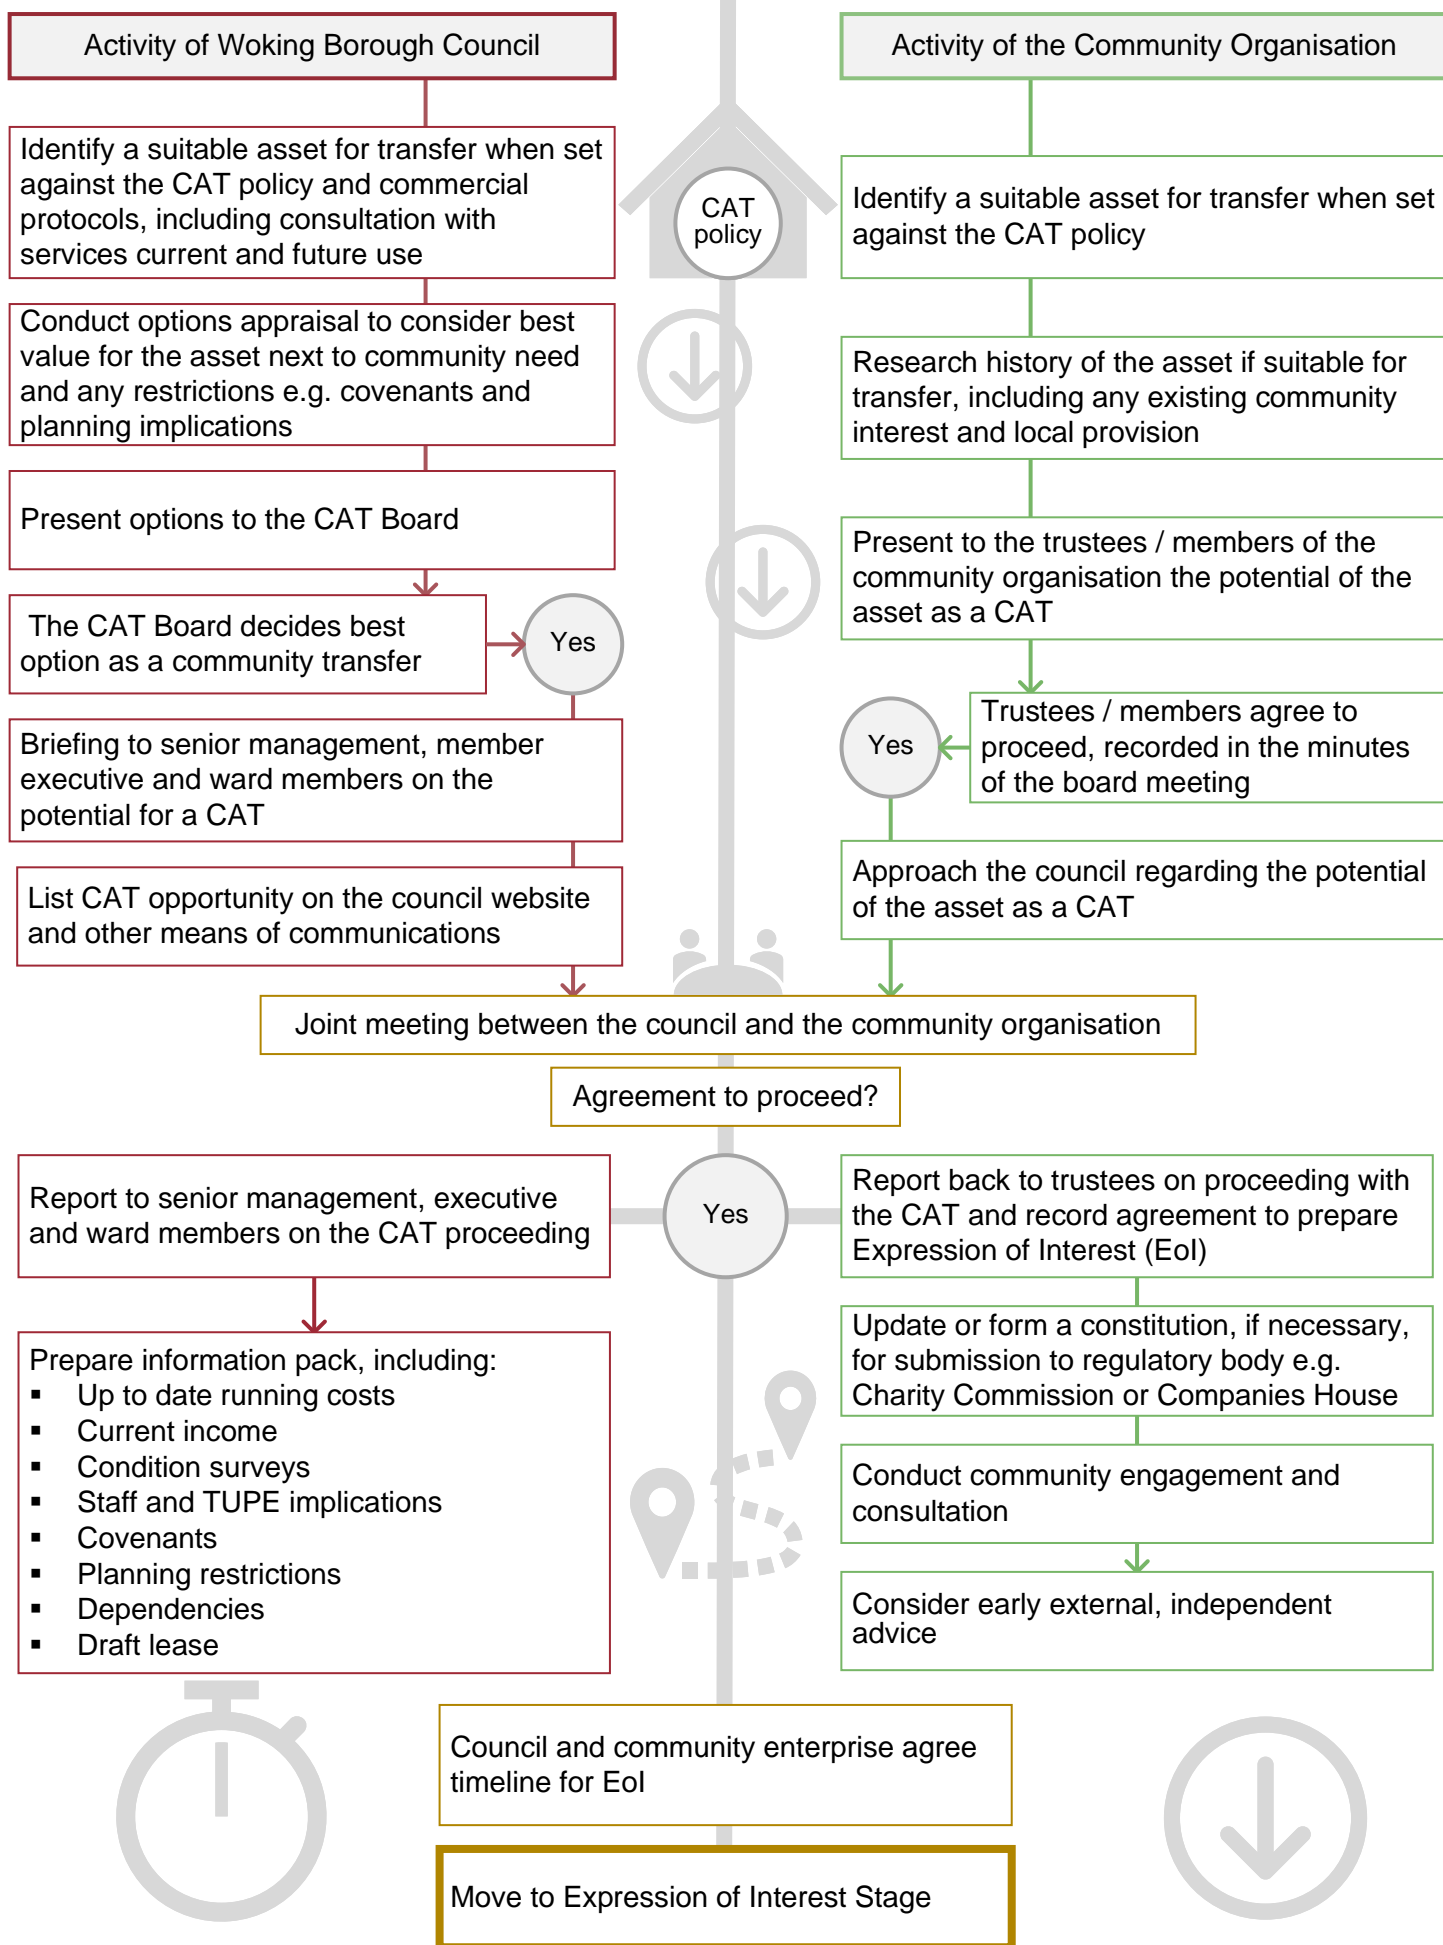 Activity of Woking Borough Council
Activity of the Community Organisation
Identify a suitable asset for transfer when set
against the CAT policy and commercial
protocols, including consultation with
services current and future use
CAT
policy
Identify a suitable asset for transfer when set
against the CAT policy
Conduct options appraisal to consider best
value for the asset next to community need
and any restrictions e.g. covenants and
planning implications
Research history of the asset if suitable for
transfer, including any existing community
interest and local provision
Present options to the CAT Board
Present to the trustees / members of the
community organisation the potential of the
asset as a CAT
The CAT Board decides best
option as a community transfer
Yes
Trustees / members agree to
proceed, recorded in the minutes
of the board meeting
Yes
Briefing to senior management, member
executive and ward members on the
potential for a CAT
Approach the council regarding the potential
of the asset as a CAT
List CAT opportunity on the council website
and other means of communications
Joint meeting between the council and the community organisation
Agreement to proceed?
Yes
Report to senior management, executive
and ward members on the CAT proceeding
Report back to trustees on proceeding with
the CAT and record agreement to prepare
Expression of Interest (EoI)
Prepare information pack, including:
▪ Up to date running costs
▪ Current income
▪ Condition surveys
▪ Staff and TUPE implications
▪ Covenants
▪ Planning restrictions
▪ Dependencies
▪ Draft lease
Update or form a constitution, if necessary,
for submission to regulatory body e.g.
Charity Commission or Companies House
Conduct community engagement and
consultation
Consider early external, independent
advice
Council and community enterprise agree
timeline for EoI
Move to Expression of Interest Stage